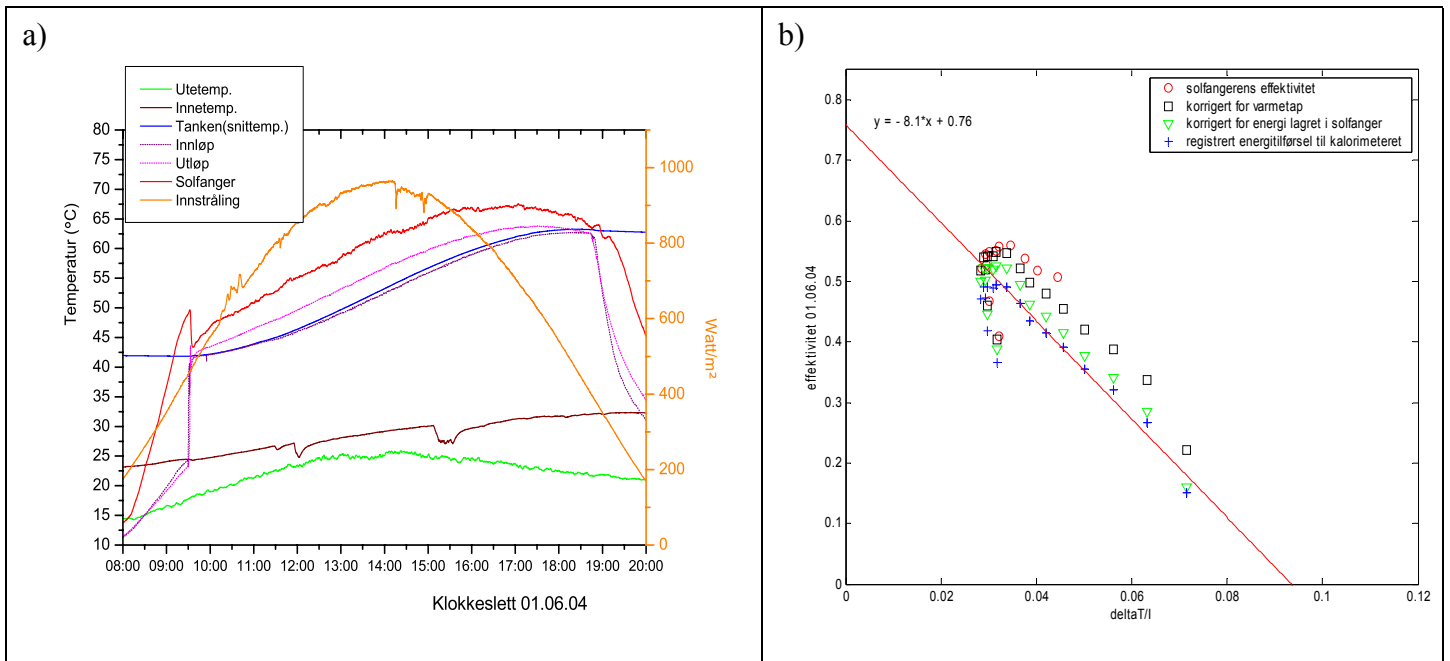 a)
Utetemp.
Innetemp.
Tanken(snittemp.)
Innløp
Utløp
Solfanger
Innstråling
80
75
70
65
60
55
50
45
40
35
30
25
20
15
10
Temperatur (°C)
1000
800
600
400
200
0
Watt/m²
08:00 09:00 10:00 11:00 12:00 13:00 14:00 15:00 16:00 17:00 18:00 19:00 20:00
Klokkeslett 01.06.04
b)
solfangerens effektivitet
korrigert for varmetap
korrigert for energi lagret i solfanger
registrert energitilførsel til kalorimeteret
y = - 8.1*x + 0.76
0.8
0.7
0.6
0.5
0.4
0.3
0.2
0.1
0
effektivitet 01.06.04
0 0.02 0.04 0.06 0.08 0.1 0.12
deltaT/I